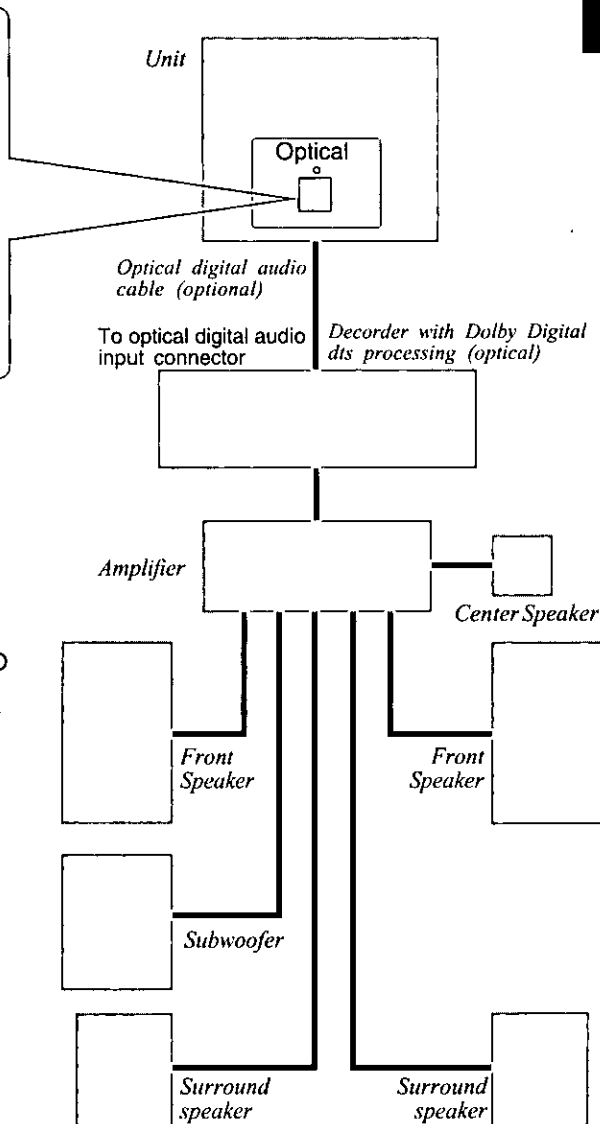 Unit
Optical
Optical digital audio
cable (optional)
To optical digital audio
input connector
Decorder with Dolby Digital
dts processing (optical)
Amplifier
Center Speaker
Front
Speaker
Front
Speaker
Subwoofer
Surround
speaker
Surround
speaker